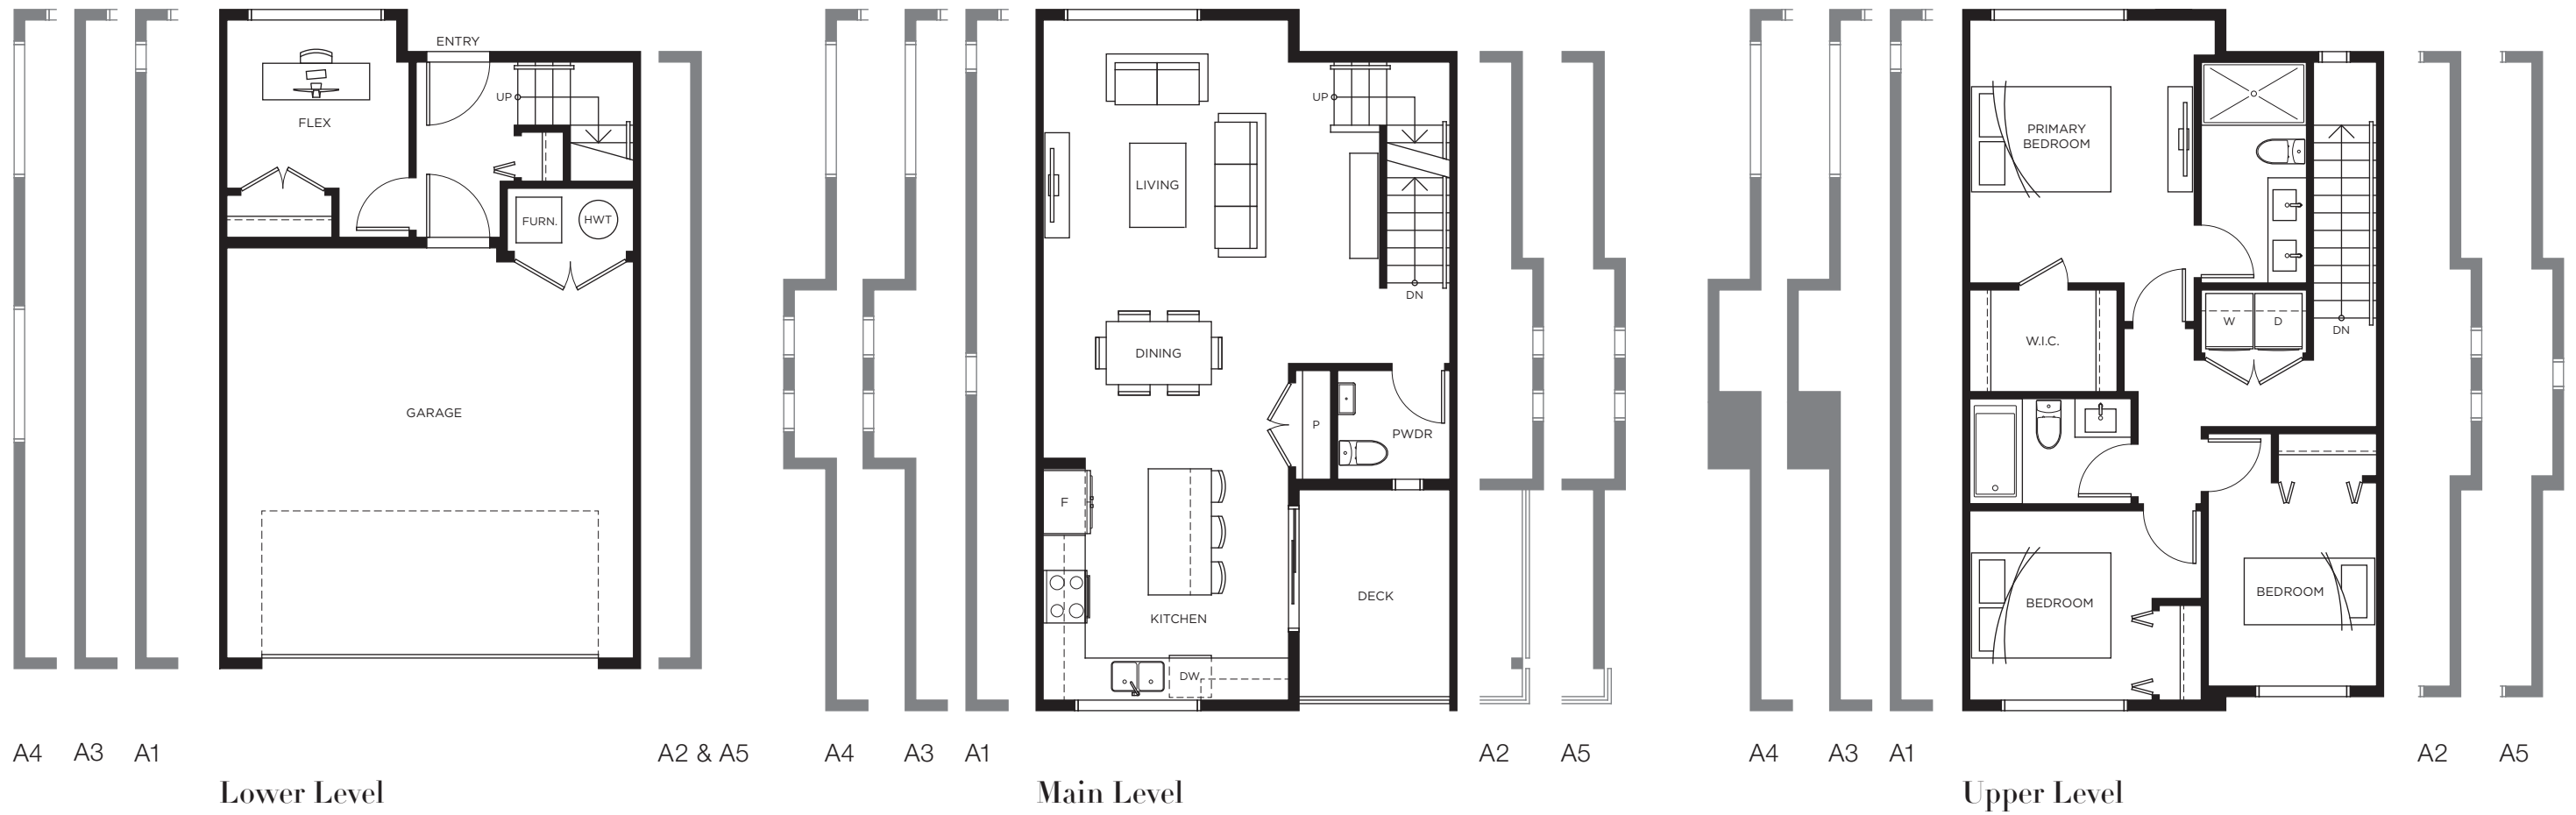 ENTRY
UP
FLEX
FURN.
HWT
GARAGE
A4
A3
A1
A2 & A5
Lower Level
UP
LIVING
DN
DINING
P
PWDR
F
DECK
KITCHEN
DW
A4
A3
A1
A2
A5
Main Level
PRIMARY
BEDROOM
W
D
DN
W.I.C.
BEDROOM
BEDROOM
A4
A3
A1
A2
A5
Upper Level